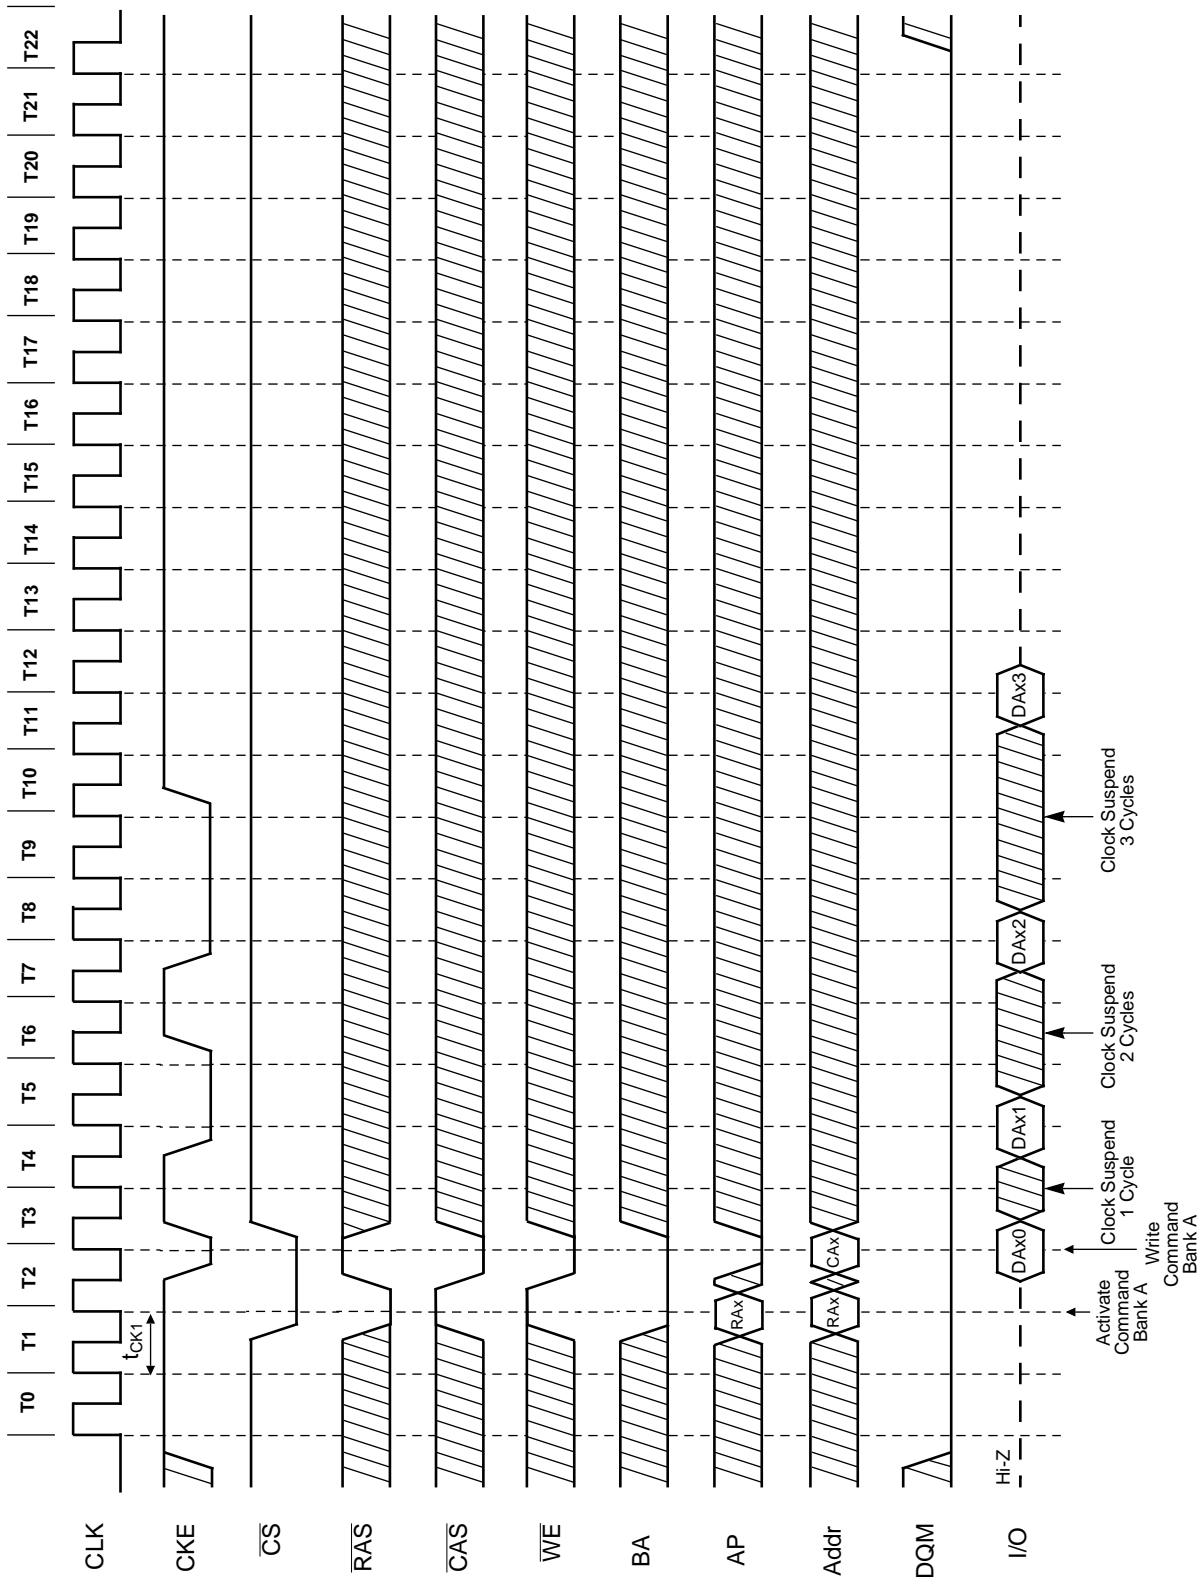 T0 T1 T2 T3 T4 T5 T6 T7 T8 T9 T10 T11 T12 T13 T14 T15 T16 T17 T18 T19 T20 T21 T22
CLK
tCK1
CKE
CS
RAS
CAS
WE
BA
AP
RAx
Addr
RAx CAx
DQM
I/O
Hi-Z
DAx0 DAx1 DAx2 DAx3
Activate
Command
Bank A
Write
Command
Bank A
Clock Suspend
1 Cycle
Clock Suspend
2 Cycles
Clock Suspend
3 Cycles